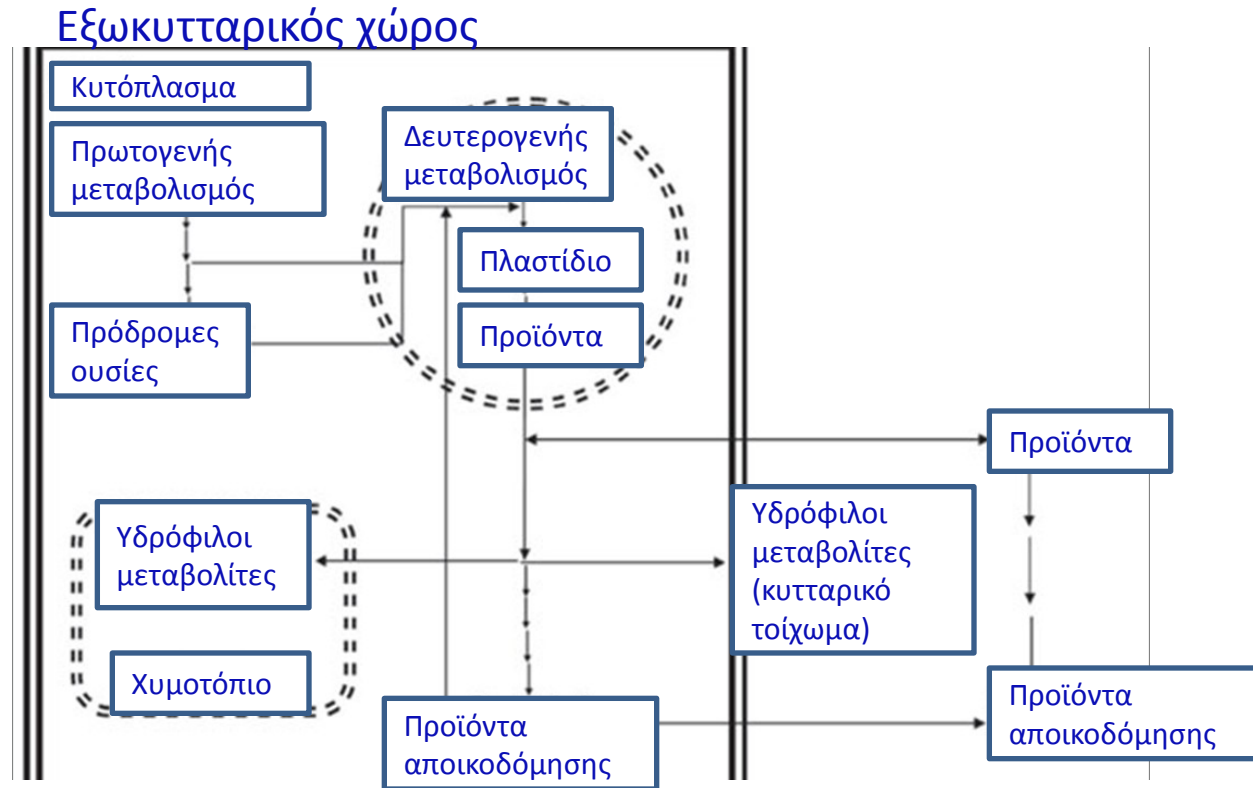 Εξωκυτταρικός χώρος
Κυτόπλασμα
Πρωτογενής
μεταβολισμός
Δευτερογενής
μεταβολισμός
Πλαστίδιο
Πρόδρομες
ουσίες
Προϊόντα
Προϊόντα
Υδρόφιλοι
μεταβολίτες
Υδρόφιλοι
μεταβολίτες
(κυτταρικό
τοίχωμα)
Χυμοτόπιο
Προϊόντα
αποικοδόμησης
Προϊόντα
αποικοδόμησης